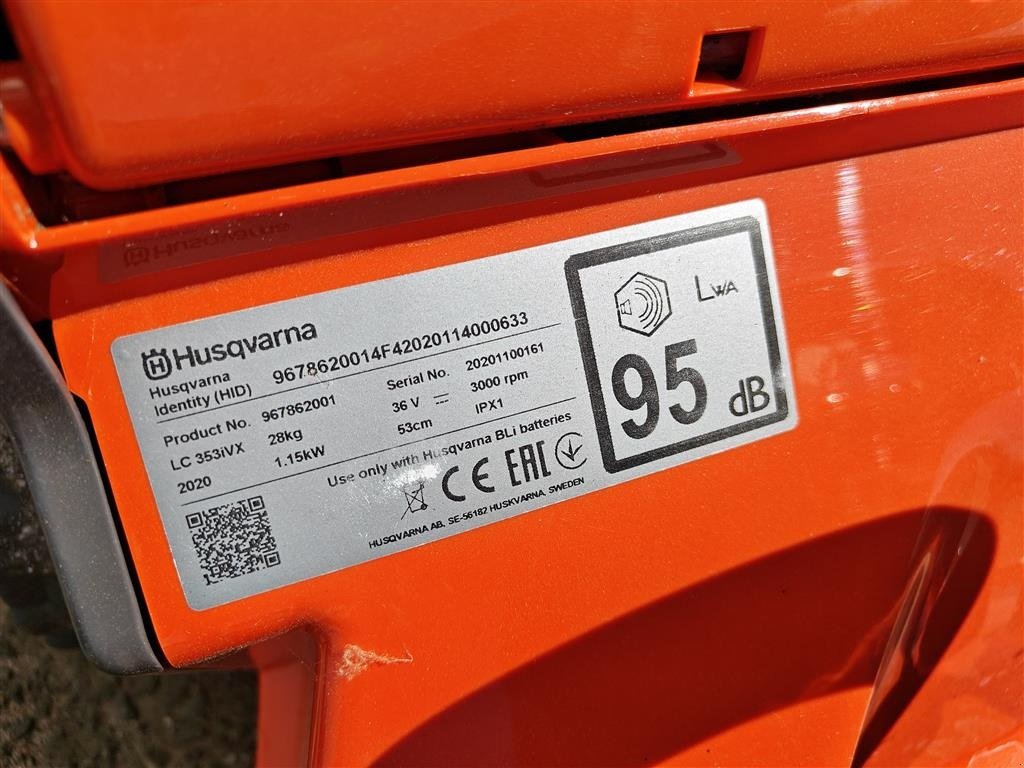 Husqvarna
Husqvarna Identity (HID) 9678620014F42020114000633
Product No. 967862001 Serial No. 20201100161
LC 353iVX 28kg 36 V 3000 rpm
2020 1.15kW 53cm IPX1
Use only with Husqvarna BLi batteries
CE EAC
HUSQVARNA AB, SE-56182 HUSKVARNA, SWEDEN
LWA
95 dB